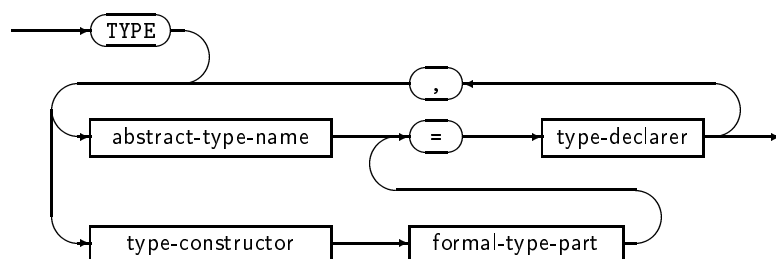 TYPE
,
abstract-type-name = type-declarer
type-constructor formal-type-part